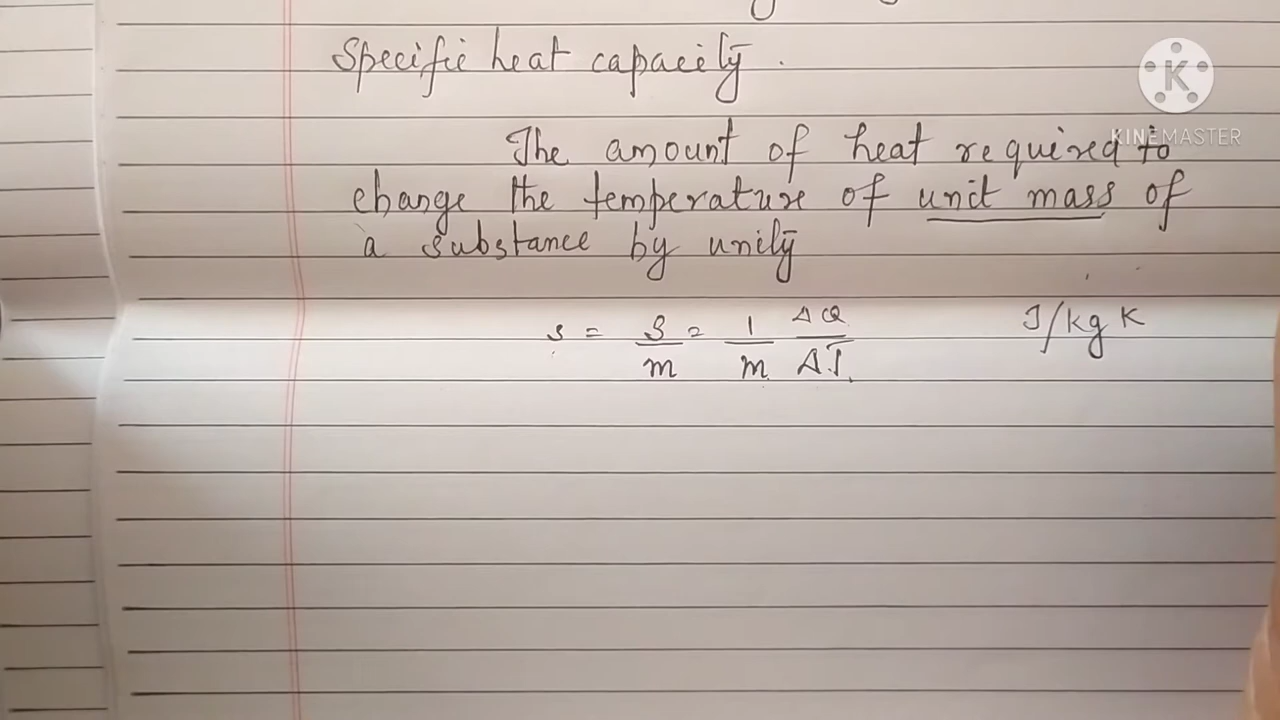 Specific heat capacity.
K
KINEMASTER
The amount of heat required to
change the temperature of unit mass of
a substance by unity
s = S/m = 1/m ΔQ/ΔT. J/kg K